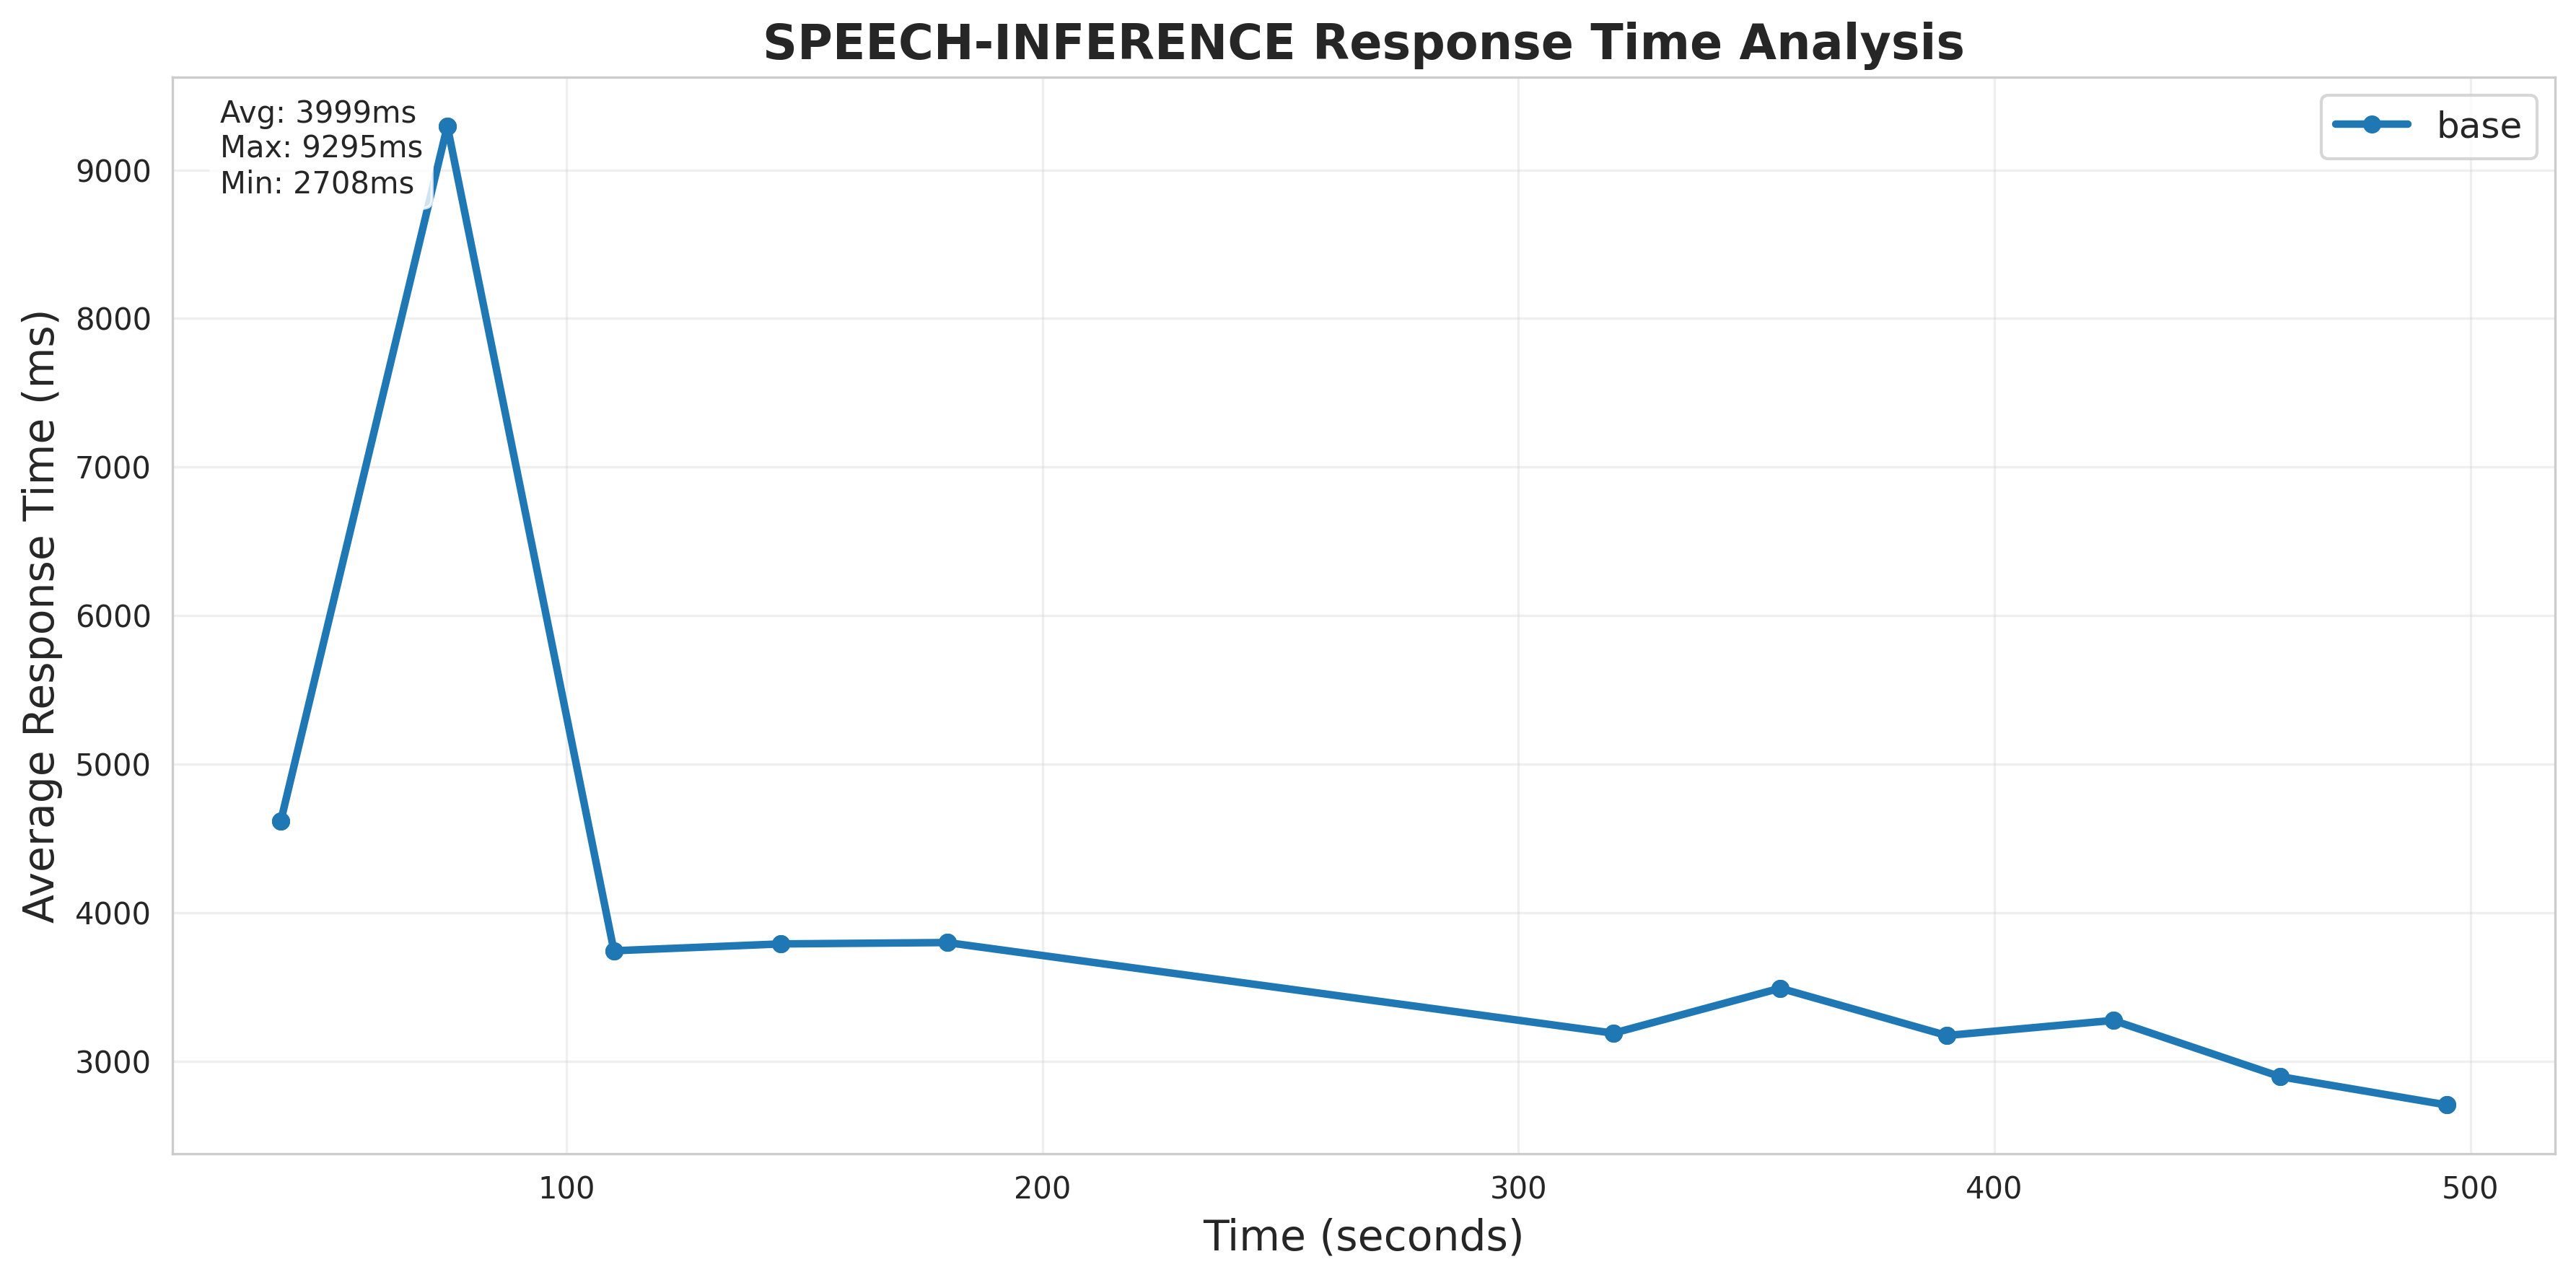 SPEECH-INFERENCE Response Time Analysis
Avg: 3999ms
Max: 9295ms
Min: 2708ms
base
Average Response Time (ms)
9000
8000
7000
6000
5000
4000
3000
100 200 300 400 500
Time (seconds)